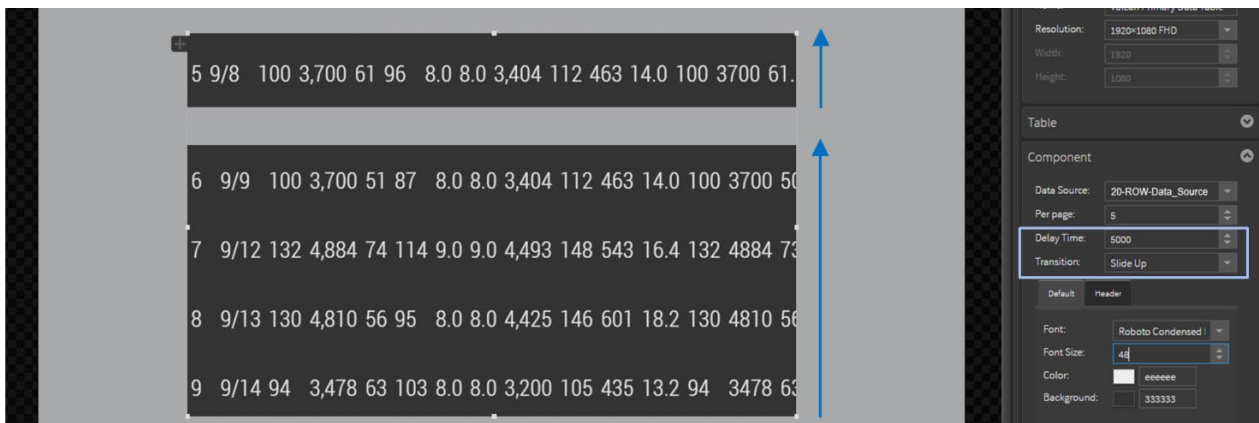 5 9/8 100 3,700 61 96 8.0 8.0 3,404 112 463 14.0 100 3700 61.
6 9/9 100 3,700 51 87 8.0 8.0 3,404 112 463 14.0 100 3700 50
7 9/12 132 4,884 74 114 9.0 9.0 4,493 148 543 16.4 132 4884 73
8 9/13 130 4,810 56 95 8.0 8.0 4,425 146 601 18.2 130 4810 56
9 9/14 94 3,478 63 103 8.0 8.0 3,200 105 435 13.2 94 3478 63
Resolution: 1920×1080 FHD
Width: 1920
Height: 1080
Table
Component
Data Source: 20-ROW-Data_Source
Per page: 5
Delay Time: 5000
Transition: Slide Up
Default Header
Font: Roboto Condensed
Font Size: 48
Color: eeeeee
Background: 333333